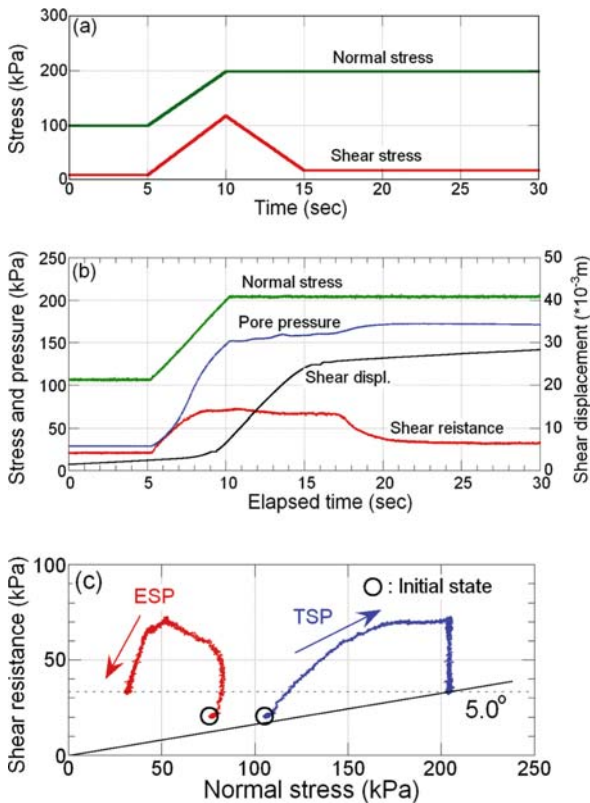 (a)
Stress (kPa)
300
200
100
0
Normal stress
Shear stress
0 5 10 15 20 25 30
Time (sec)
(b)
Stress and pressure (kPa)
250
200
150
100
50
0
Normal stress
Pore pressure
Shear displ.
Shear reistance
50
40
30
20
10
0
Shear displacement (*10⁻³m)
0 5 10 15 20 25 30
Elapsed time (sec)
(c)
Shear resistance (kPa)
100
50
0
ESP
TSP
: Initial state
5.0°
0 50 100 150 200 250
Normal stress (kPa)